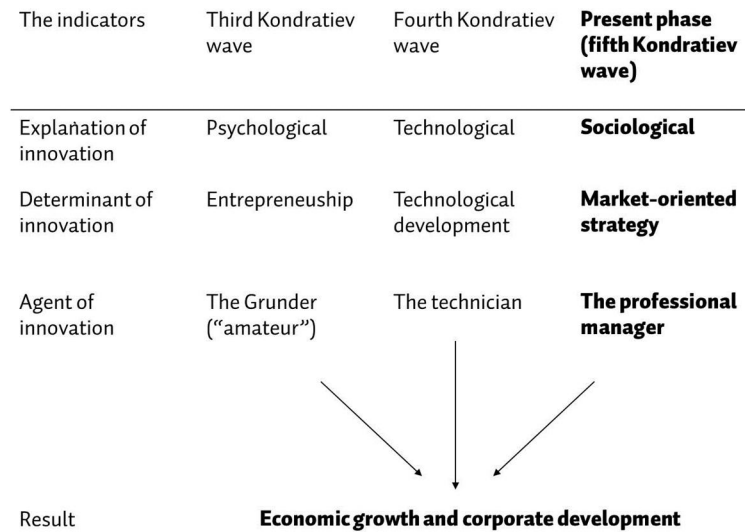 The indicators Third Kondratiev wave Fourth Kondratiev wave Present phase (fifth Kondratiev wave)
Explanation of innovation Psychological Technological Sociological
Determinant of innovation Entrepreneuship Technological development Market-oriented strategy
Agent of innovation The Grunder (“amateur”) The technician The professional manager
Result Economic growth and corporate development